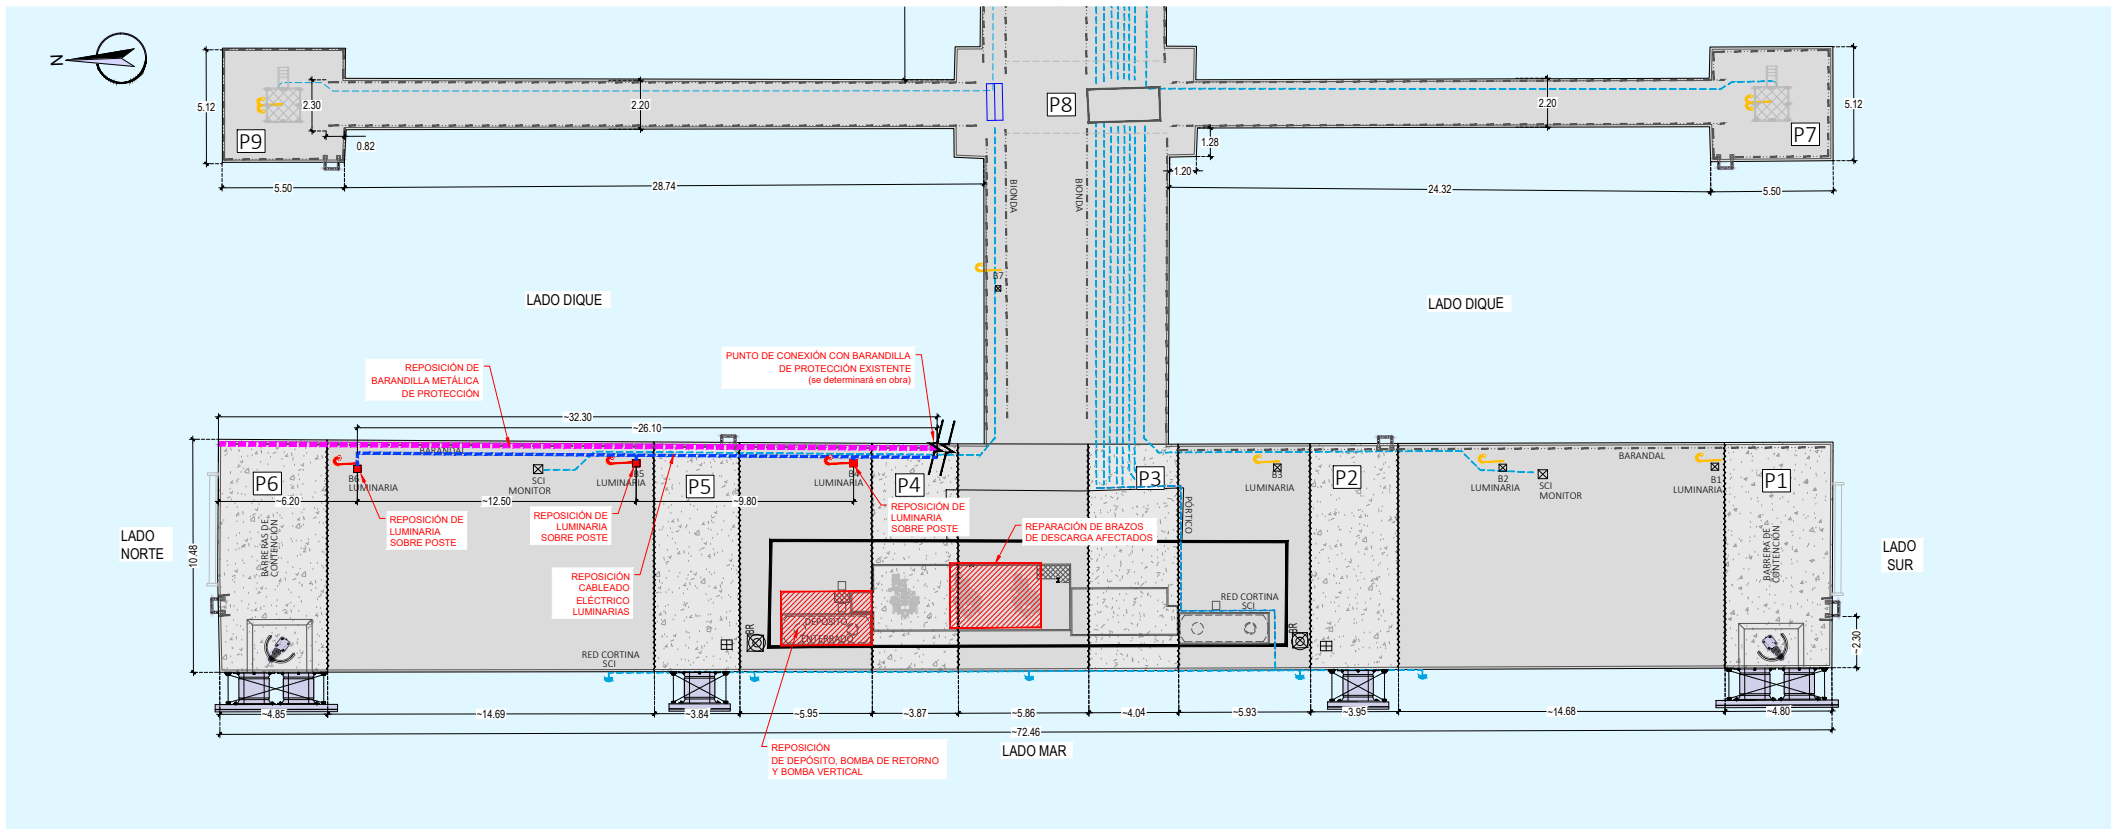 N
5.12
2.30
P9
0.82
2.20
P8
1.28
1.20
2.20
P7
5.12
5.50
28.74
BIONDA
BIONDA
24.32
5.50
B7
LADO DIQUE
LADO DIQUE
REPOSICIÓN DE
BARANDILLA METÁLICA
DE PROTECCIÓN
PUNTO DE CONEXIÓN CON BARANDILLA
DE PROTECCIÓN EXISTENTE
(se determinará en obra)
~32.30
~26.10
BARANDAL
BARANDAL
P6
B6
LUMINARIA
SCI
MONITOR
B5
LUMINARIA
P5
LUMINARIA
P4
P3
B3
LUMINARIA
P2
B2
LUMINARIA
SCI
MONITOR
B1
LUMINARIA
P1
~6.20
~12.50
~9.80
PÓRTICO
REPOSICIÓN DE
LUMINARIA
SOBRE POSTE
REPOSICIÓN DE
LUMINARIA
SOBRE POSTE
REPOSICIÓN DE
LUMINARIA
SOBRE POSTE
REPARACIÓN DE BRAZOS
DE DESCARGA AFECTADOS
LADO
NORTE
10.48
BARRERAS DE
CONTENCIÓN
BARRERA DE
CONTENCIÓN
LADO
SUR
REPOSICIÓN
CABLEADO
ELÉCTRICO
LUMINARIAS
DEPÓSITO
ENTERRADO
RED CORTINA
SCI
BR
BR
RED CORTINA
SCI
~2.30
~4.85
~14.69
~3.84
~5.95
~3.87
~5.86
~4.04
~5.93
~3.95
~14.68
~4.80
~72.46
LADO MAR
REPOSICIÓN
DE DEPÓSITO, BOMBA DE RETORNO
Y BOMBA VERTICAL